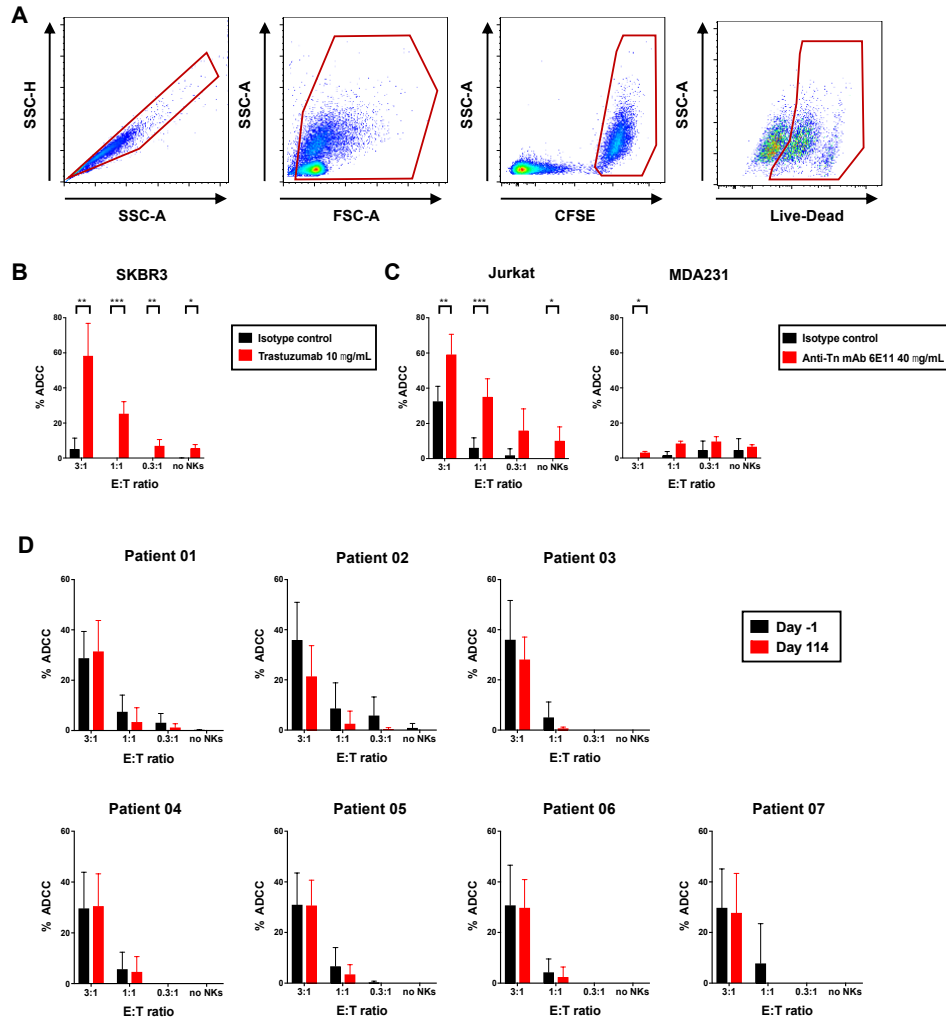 A
SSC-H
SSC-A
SSC-A
FSC-A
SSC-A
CFSE
SSC-A
Live-Dead
B
SKBR3
** *** ** *
% ADCC
80
60
40
20
0
3:1 1:1 0.3:1 no NKs
E:T ratio
Isotype control
Trastuzumab 10 mg/mL
C
Jurkat
** *** *
% ADCC
80
60
40
20
0
3:1 1:1 0.3:1 no NKs
E:T ratio
MDA231
*
% ADCC
80
60
40
20
0
3:1 1:1 0.3:1 no NKs
E:T ratio
Isotype control
Anti-Tn mAb 6E11 40 mg/mL
D
Patient 01
% ADCC
60
40
20
0
3:1 1:1 0.3:1 no NKs
E:T ratio
Patient 02
% ADCC
60
40
20
0
3:1 1:1 0.3:1 no NKs
E:T ratio
Patient 03
% ADCC
60
40
20
0
3:1 1:1 0.3:1 no NKs
E:T ratio
Day -1
Day 114
Patient 04
% ADCC
60
40
20
0
3:1 1:1 0.3:1 no NKs
E:T ratio
Patient 05
% ADCC
60
40
20
0
3:1 1:1 0.3:1 no NKs
E:T ratio
Patient 06
% ADCC
60
40
20
0
3:1 1:1 0.3:1 no NKs
E:T ratio
Patient 07
% ADCC
60
40
20
0
3:1 1:1 0.3:1 no NKs
E:T ratio